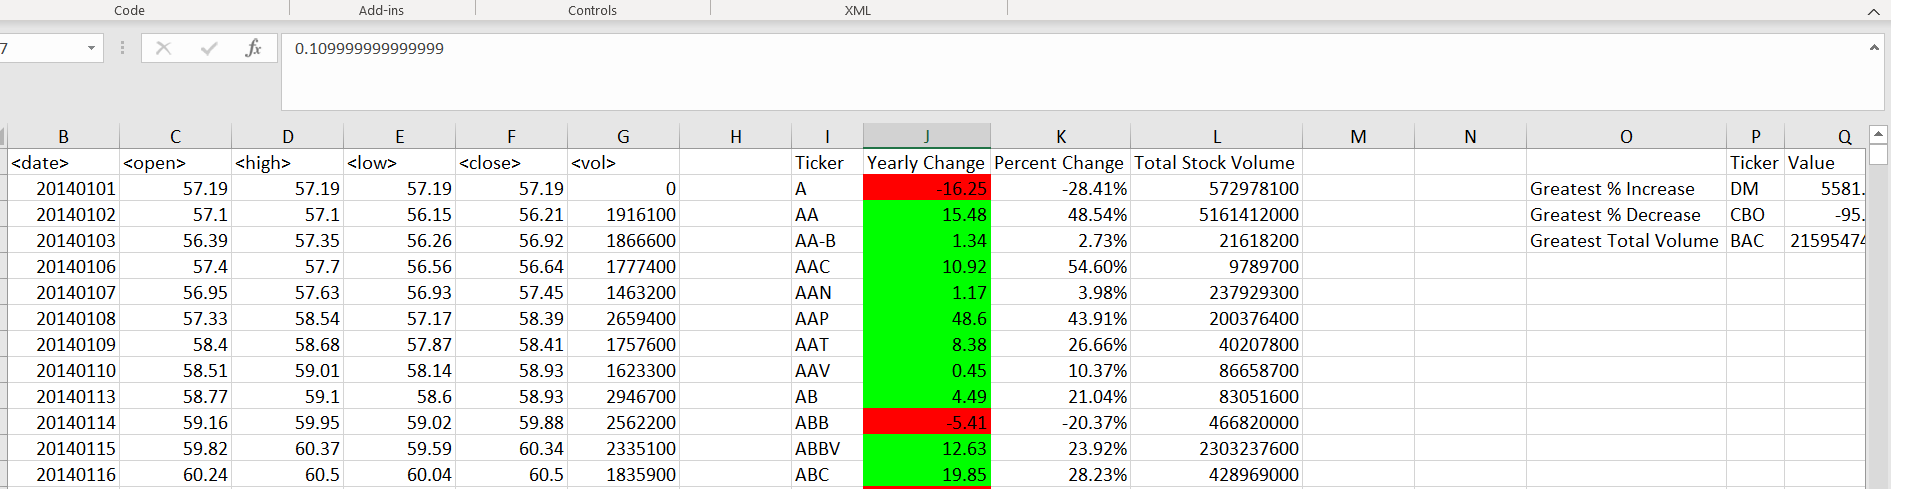 Code Add-ins Controls XML
7 fx 0.109999999999999
B C D E F G H I J K L M N O P Q
<date> <open> <high> <low> <close> <vol> Ticker Yearly Change Percent Change Total Stock Volume Ticker Value
20140101 57.19 57.19 57.19 57.19 0 A -16.25 -28.41% 572978100 Greatest % Increase DM 5581.
20140102 57.1 57.1 56.15 56.21 1916100 AA 15.48 48.54% 5161412000 Greatest % Decrease CBO -95.
20140103 56.39 57.35 56.26 56.92 1866600 AA-B 1.34 2.73% 21618200 Greatest Total Volume BAC 21595474
20140106 57.4 57.7 56.56 56.64 1777400 AAC 10.92 54.60% 9789700
20140107 56.95 57.63 56.93 57.45 1463200 AAN 1.17 3.98% 237929300
20140108 57.33 58.54 57.17 58.39 2659400 AAP 48.6 43.91% 200376400
20140109 58.4 58.68 57.87 58.41 1757600 AAT 8.38 26.66% 40207800
20140110 58.51 59.01 58.14 58.93 1623300 AAV 0.45 10.37% 86658700
20140113 58.77 59.1 58.6 58.93 2946700 AB 4.49 21.04% 83051600
20140114 59.16 59.95 59.02 59.88 2562200 ABB -5.41 -20.37% 466820000
20140115 59.82 60.37 59.59 60.34 2335100 ABBV 12.63 23.92% 2303237600
20140116 60.24 60.5 60.04 60.5 1835900 ABC 19.85 28.23% 428969000